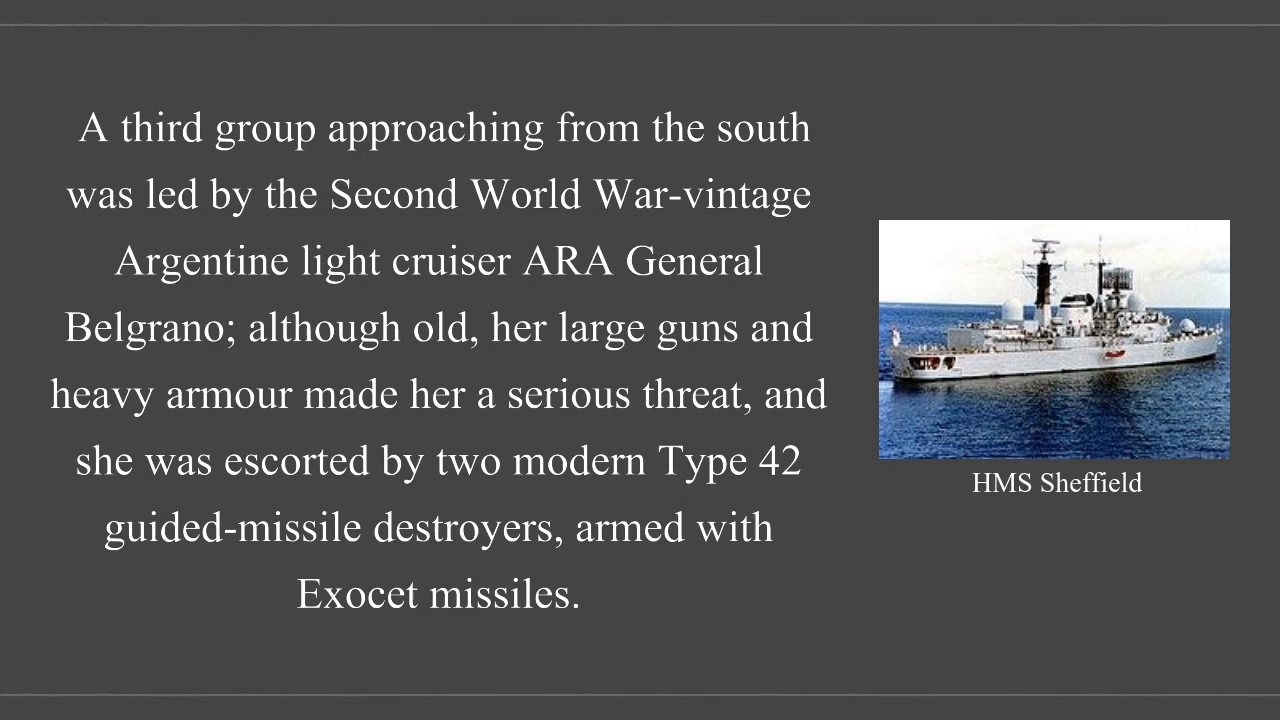 A third group approaching from the south
was led by the Second World War-vintage
Argentine light cruiser ARA General
Belgrano; although old, her large guns and
heavy armour made her a serious threat, and
she was escorted by two modern Type 42
guided-missile destroyers, armed with
Exocet missiles.
HMS Sheffield